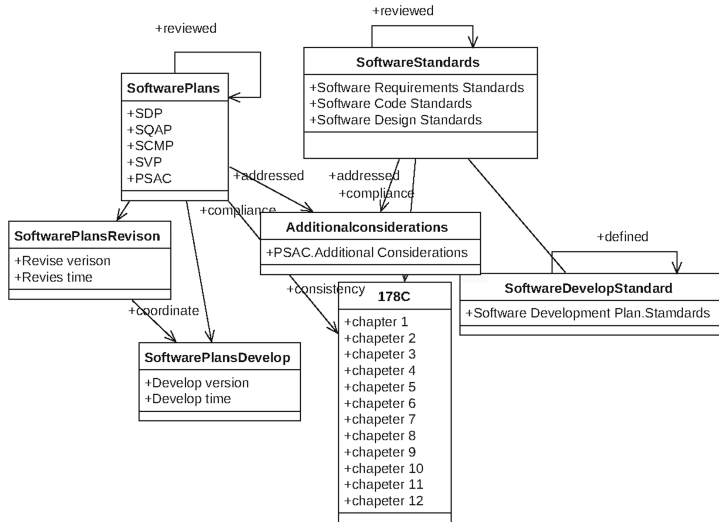 +reviewed
+reviewed
SoftwareStandards
+Software Requirements Standards
+Software Code Standards
+Software Design Standards
SoftwarePlans
+SDP
+SQAP
+SCMP
+SVP
+PSAC
+addressed
+addressed
+compliance
+compliance
Additionalconsiderations
+PSAC.Additional Considerations
SoftwarePlansRevison
+Revise verison
+Revies time
+defined
SoftwareDevelopStandard
+Software Development Plan.Stamdards
+consistency
+coordinate
178C
+chapter 1
+chapeter 2
+chapeter 3
+chapeter 4
+chapeter 5
+chapeter 6
+chapeter 7
+chapeter 8
+chapeter 9
+chapeter 10
+chapeter 11
+chapeter 12
SoftwarePlansDevelop
+Develop version
+Develop time